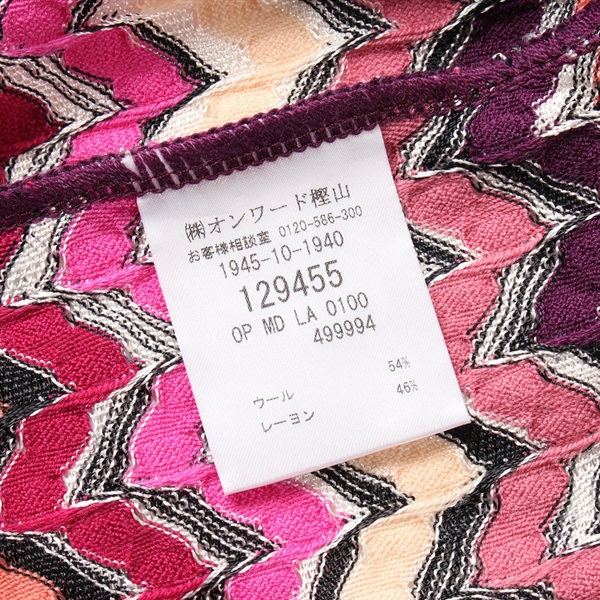 ㈱オンワード樫山
お客様相談室 0120-586-300
1945-10-1940
129455
OP MD LA 0100
499994
ウール 54%
レーヨン 46%